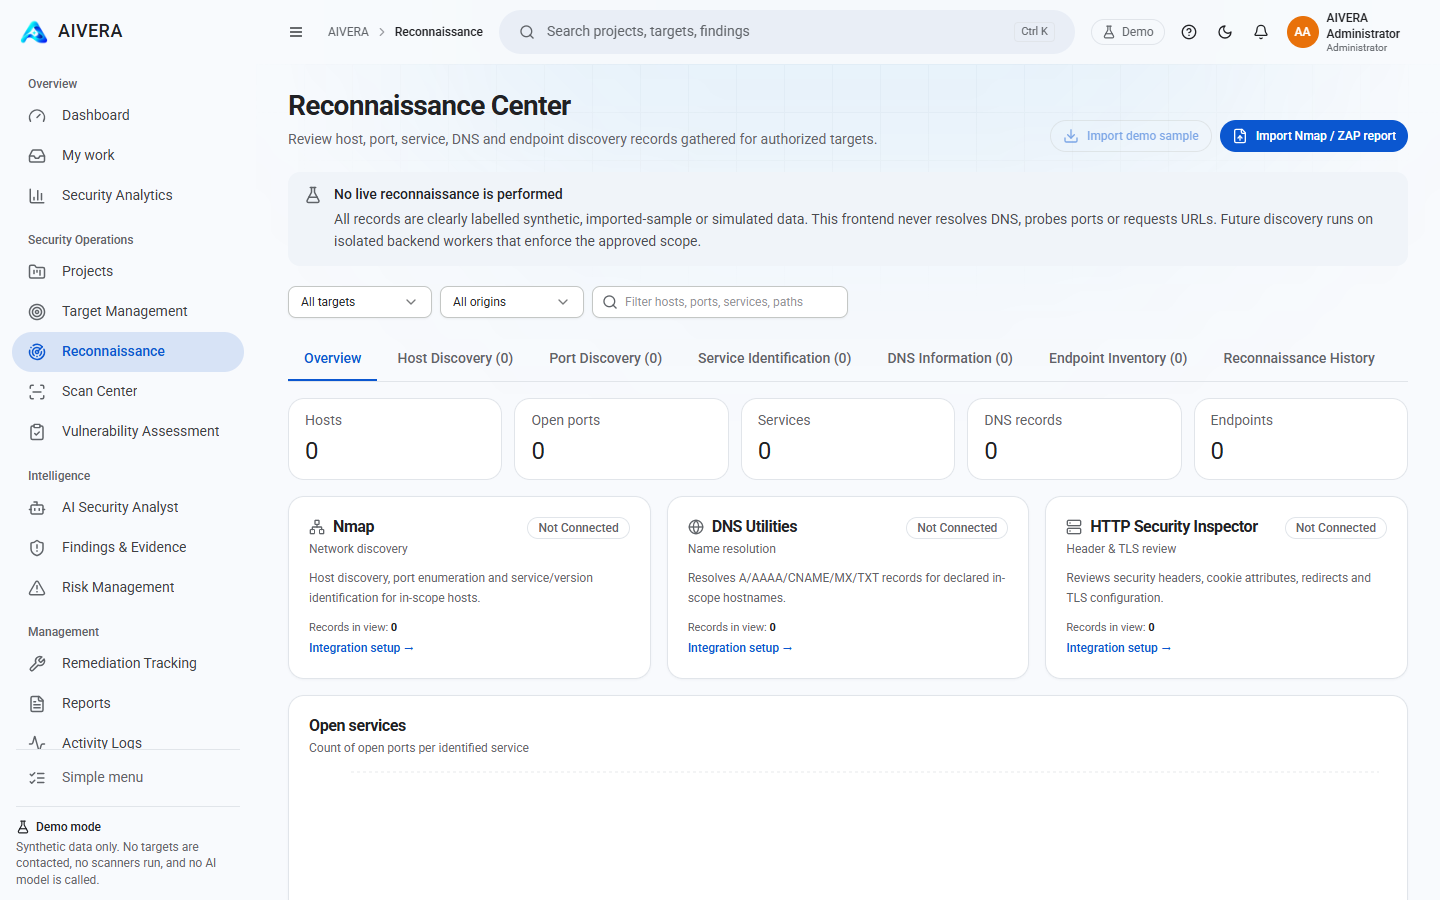 AIVERA
Overview
Dashboard
My work
Security Analytics
Security Operations
Projects
Target Management
Reconnaissance
Scan Center
Vulnerability Assessment
Intelligence
AI Security Analyst
Findings & Evidence
Risk Management
Management
Remediation Tracking
Reports
Activity Logs
Simple menu
Demo mode
Synthetic data only. No targets are
contacted, no scanners run, and no AI
model is called.
AIVERA > Reconnaissance
Search projects, targets, findings
Ctrl K
Demo
AA
AIVERA
Administrator
Administrator
Reconnaissance Center
Review host, port, service, DNS and endpoint discovery records gathered for authorized targets.
Import demo sample
Import Nmap / ZAP report
No live reconnaissance is performed
All records are clearly labelled synthetic, imported-sample or simulated data. This frontend never resolves DNS, probes ports or requests URLs. Future discovery runs on
isolated backend workers that enforce the approved scope.
All targets
All origins
Filter hosts, ports, services, paths
Overview
Host Discovery (0)
Port Discovery (0)
Service Identification (0)
DNS Information (0)
Endpoint Inventory (0)
Reconnaissance History
Hosts
0
Open ports
0
Services
0
DNS records
0
Endpoints
0
Nmap
Not Connected
Network discovery
Host discovery, port enumeration and service/version
identification for in-scope hosts.
Records in view: 0
Integration setup →
DNS Utilities
Not Connected
Name resolution
Resolves A/AAAA/CNAME/MX/TXT records for declared in-
scope hostnames.
Records in view: 0
Integration setup →
HTTP Security Inspector
Not Connected
Header & TLS review
Reviews security headers, cookie attributes, redirects and
TLS configuration.
Records in view: 0
Integration setup →
Open services
Count of open ports per identified service